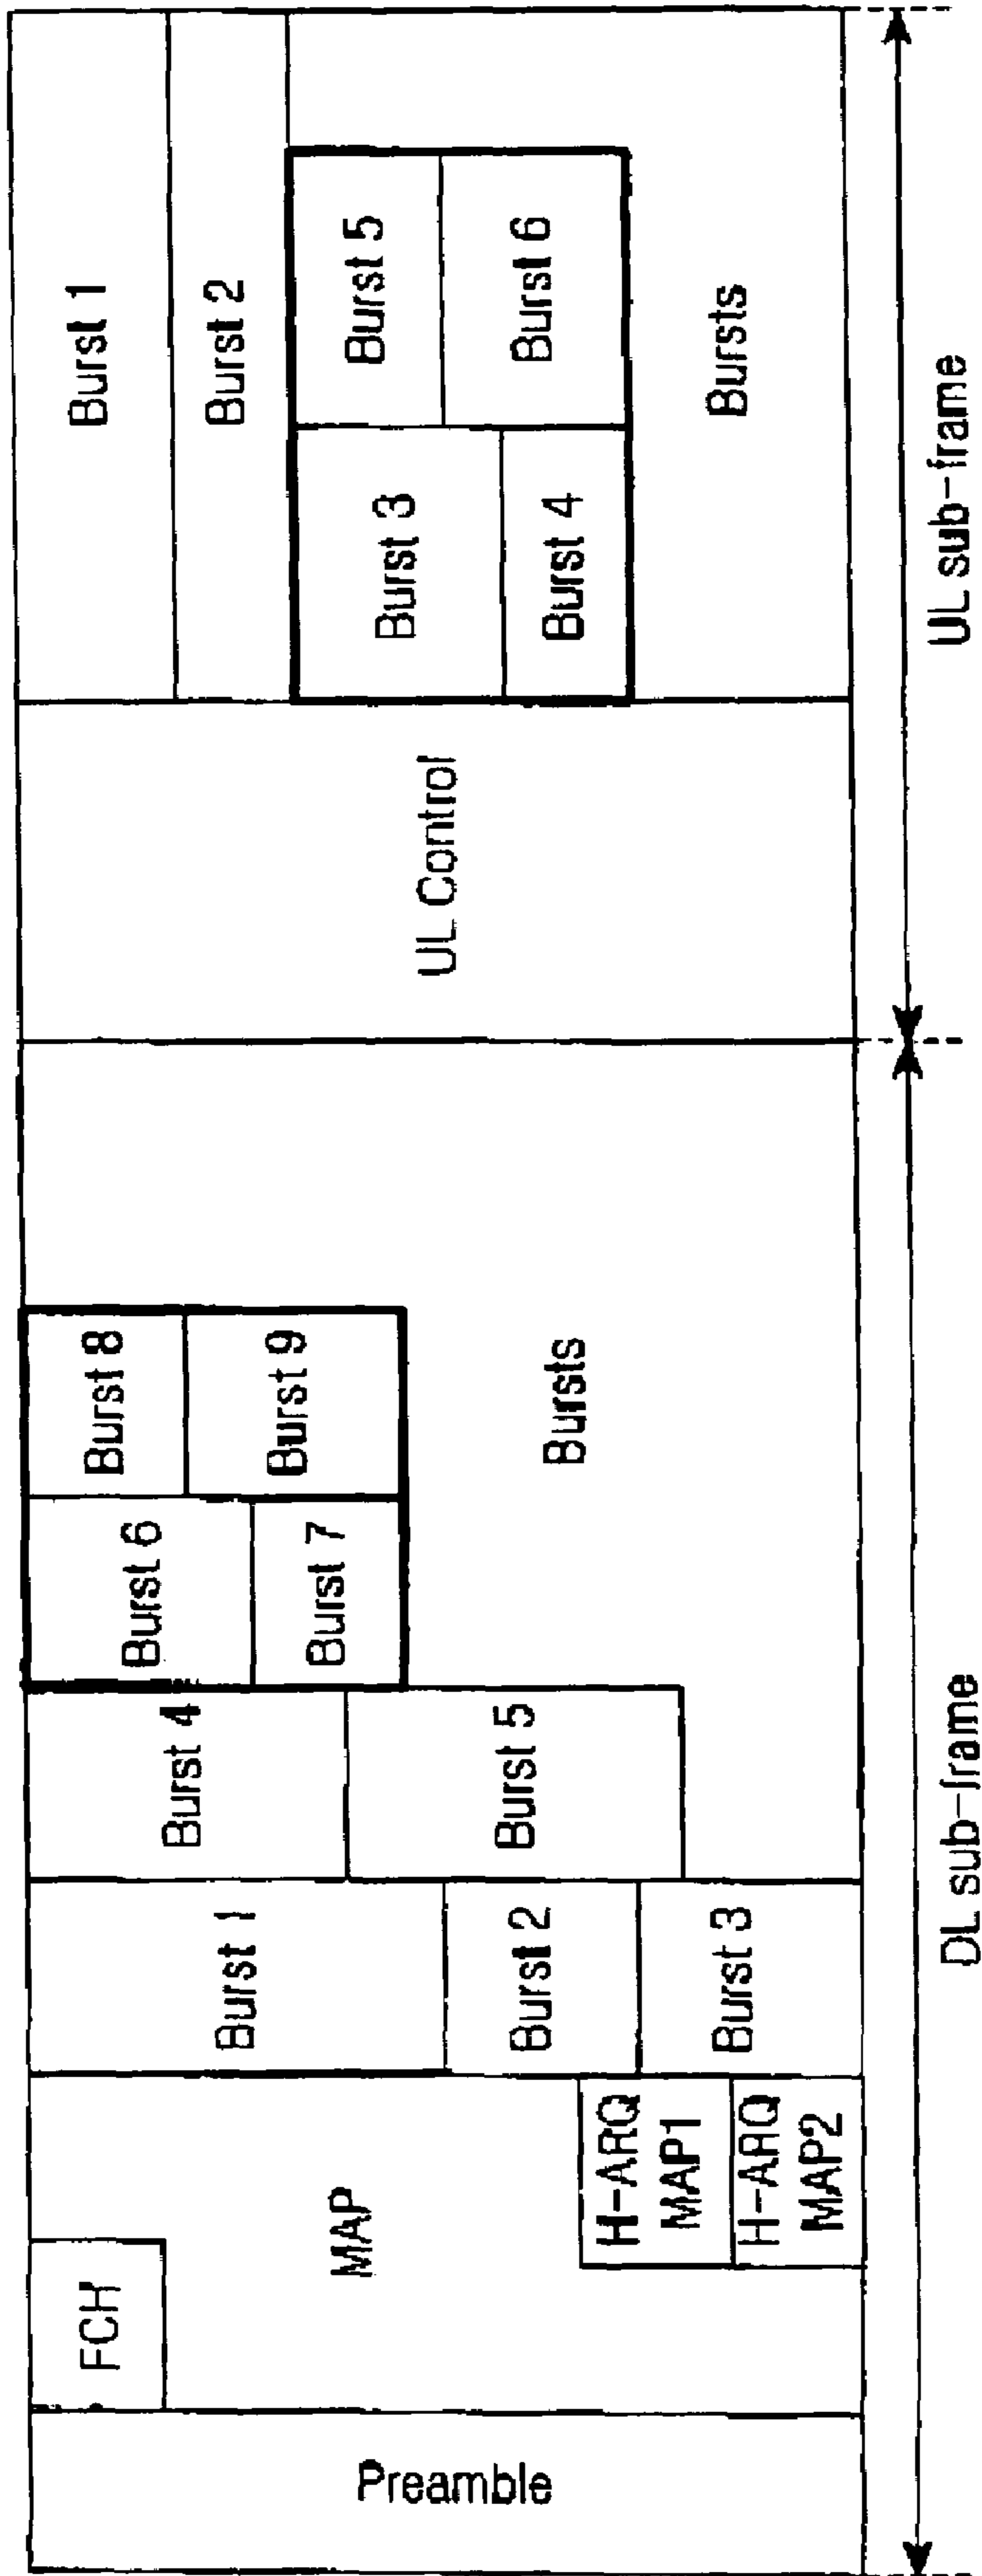 Preamble
FCH
MAP
H-ARQ
MAP1
H-ARQ
MAP2
Burst 1
Burst 2
Burst 3
Burst 4
Burst 5
Burst 6
Burst 7
Burst 8
Burst 9
Bursts
UL Control
Burst 1
Burst 2
Burst 3
Burst 4
Burst 5
Burst 6
Bursts
DL sub-frame
UL sub-frame